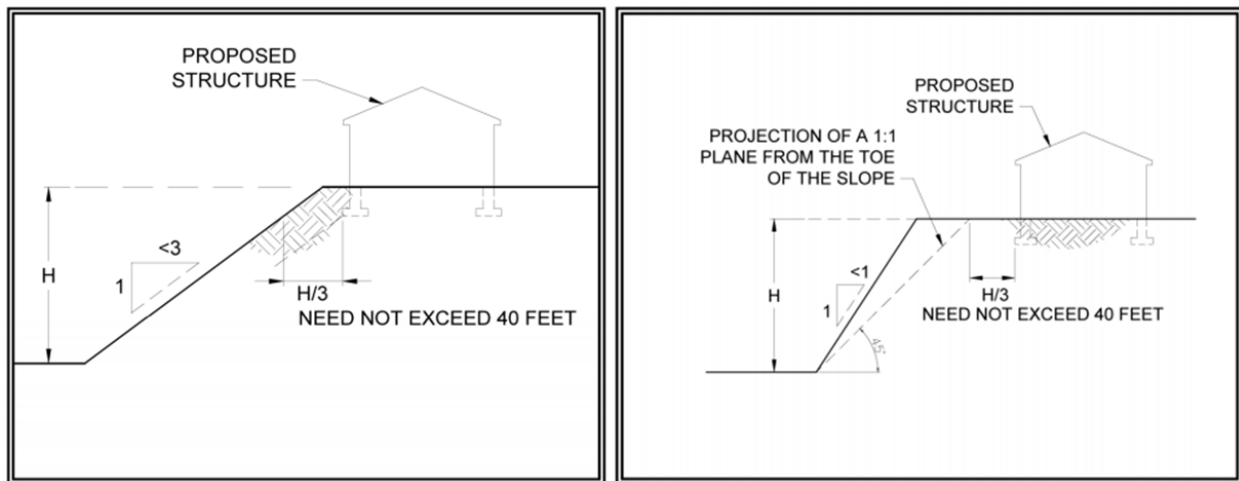 PROPOSED
STRUCTURE
H
<3
1
H/3
NEED NOT EXCEED 40 FEET
PROPOSED
STRUCTURE
PROJECTION OF A 1:1
PLANE FROM THE TOE
OF THE SLOPE
H
<1
1
H/3
NEED NOT EXCEED 40 FEET
45°